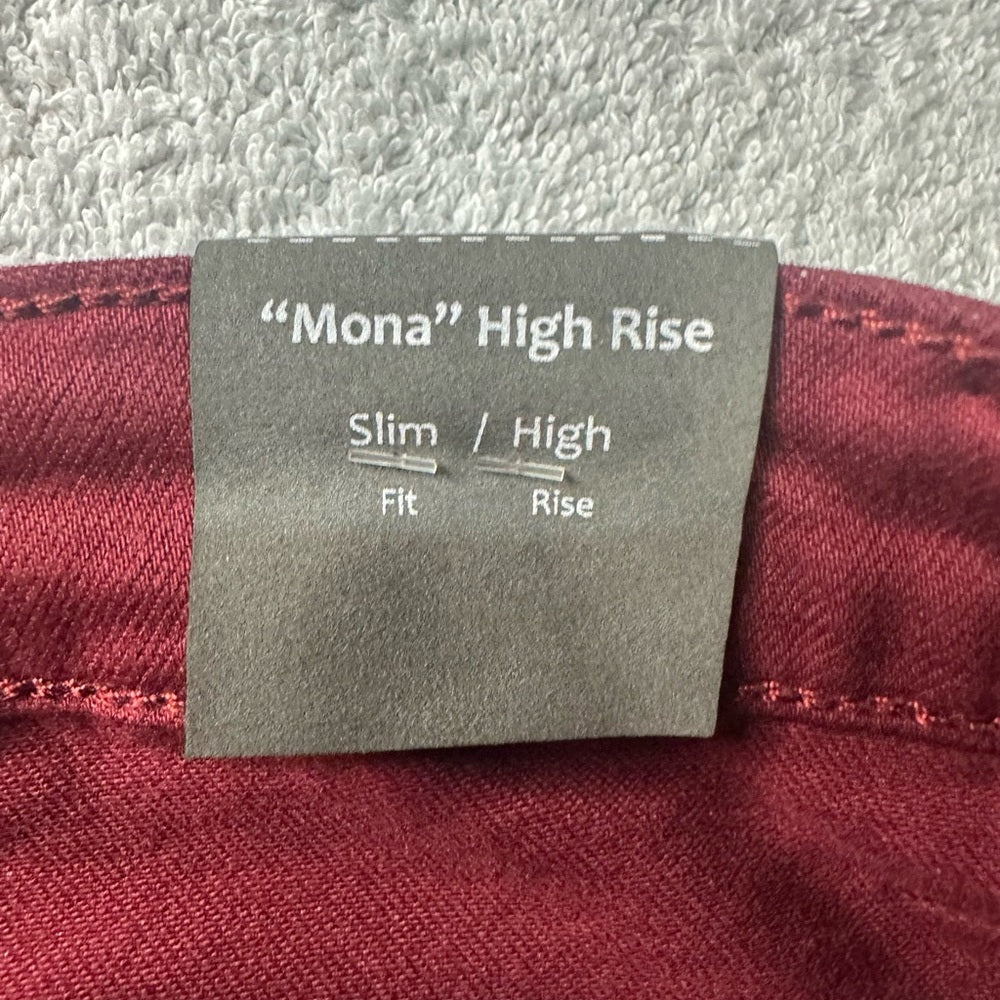 “Mona” High Rise
Slim / High
Fit Rise